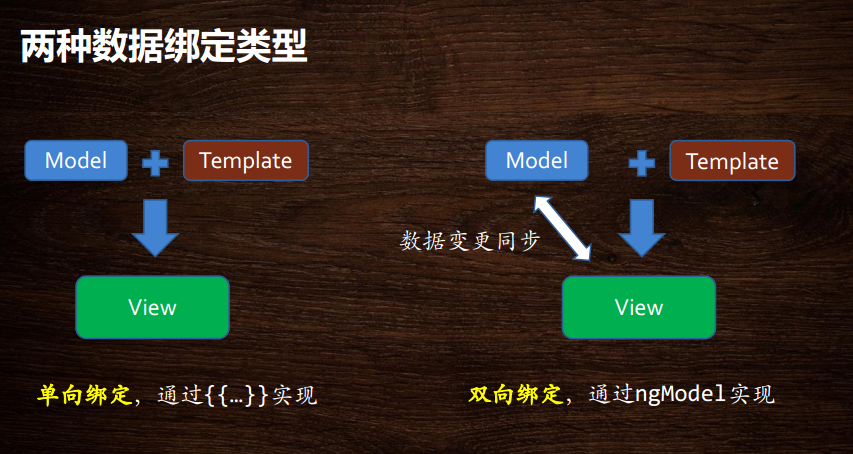 两种数据绑定类型
Model + Template
Model + Template
数据变更同步
View
View
单向绑定，通过{{…}}实现
双向绑定，通过ngModel实现